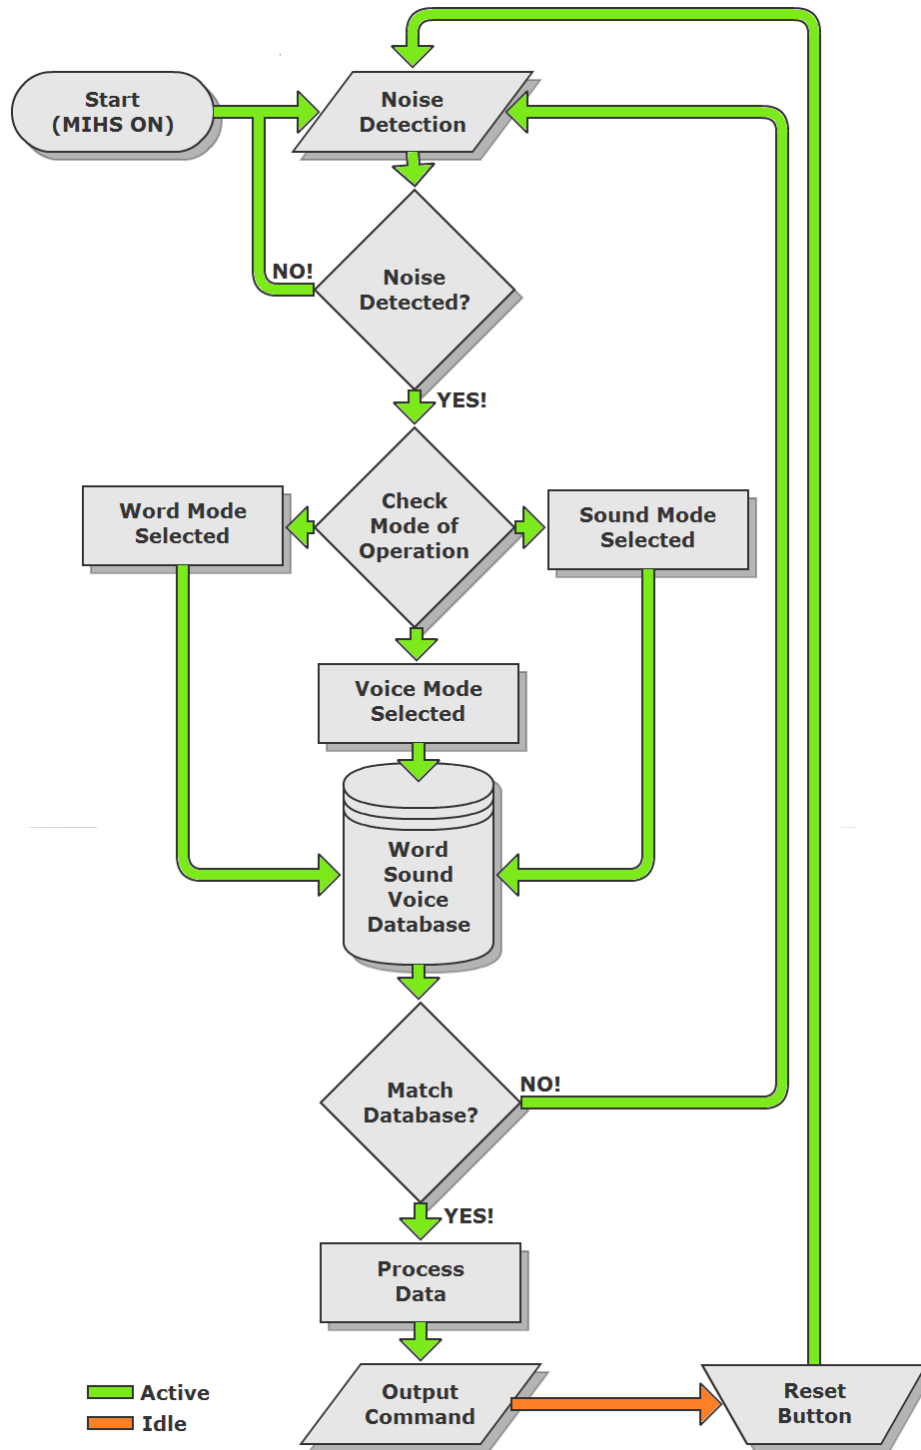 Start
(MIHS ON)
Noise
Detection
NO!
Noise
Detected?
YES!
Word Mode
Selected
Check
Mode of
Operation
Sound Mode
Selected
Voice Mode
Selected
Word
Sound
Voice
Database
Match
Database?
NO!
YES!
Process
Data
Output
Command
Reset
Button
Active
Idle